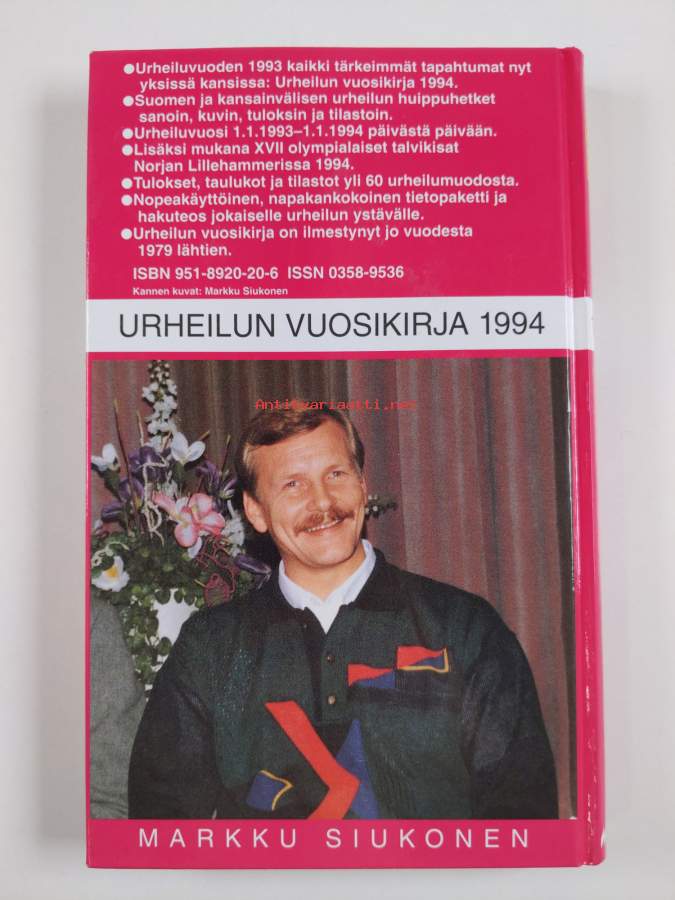 ●Urheiluvuoden 1993 kaikki tärkeimmät tapahtumat nyt
yksissä kansissa: Urheilun vuosikirja 1994.
●Suomen ja kansainvälisen urheilun huippuhetket
sanoin, kuvin, tuloksin ja tilastoin.
●Urheiluvuosi 1.1.1993–1.1.1994 päivästä päivään.
●Lisäksi mukana XVII olympialaiset talvikisat
Norjan Lillehammerissa 1994.
●Tulokset, taulukot ja tilastot yli 60 urheilumuodosta.
●Nopeakäyttöinen, napakankokoinen tietopaketti ja
hakuteos jokaiselle urheilun ystävälle.
●Urheilun vuosikirja on ilmestynyt jo vuodesta
1979 lähtien.
ISBN 951-8920-20-6 ISSN 0358-9536
Kannen kuvat: Markku Siukonen
URHEILUN VUOSIKIRJA 1994
Antikvariaatti.net
MARKKU SIUKONEN